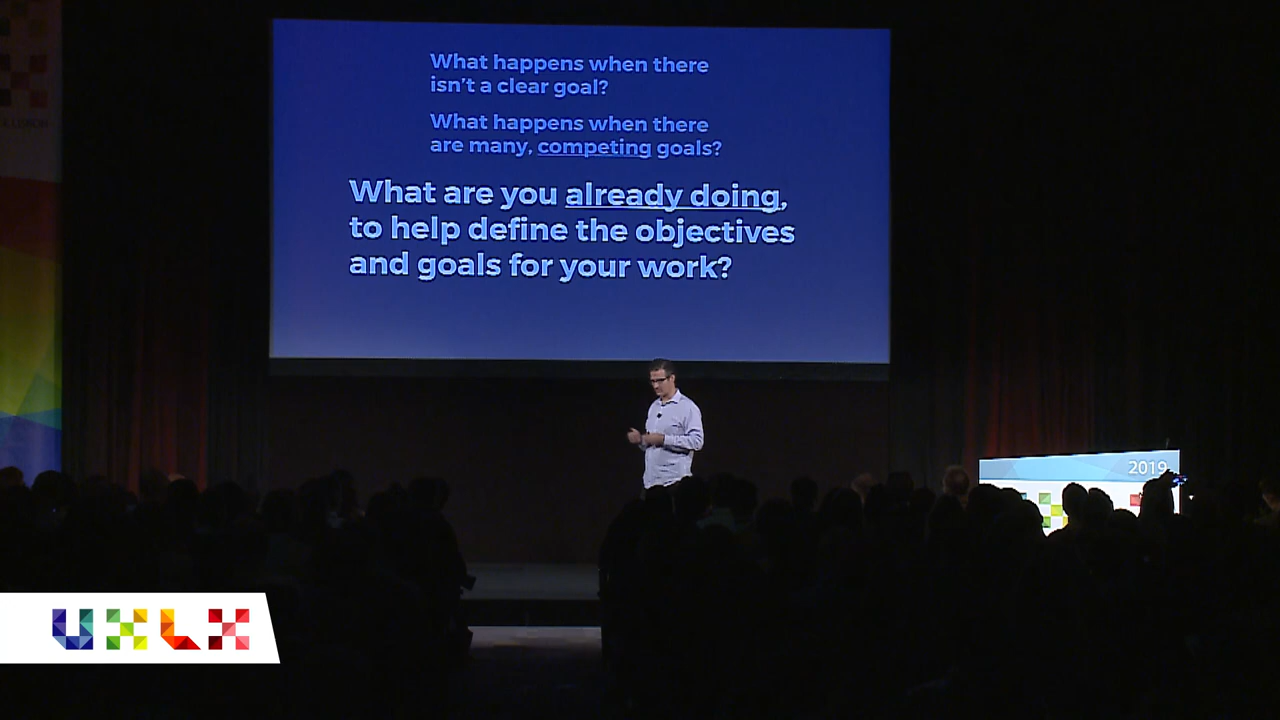 What happens when there
isn't a clear goal?
What happens when there
are many, competing goals?
What are you already doing,
to help define the objectives
and goals for your work?
2019
UXLX